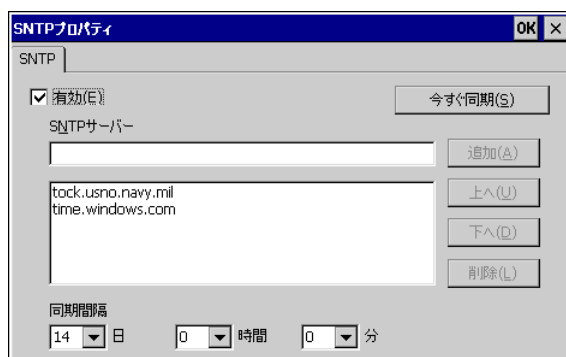 SNTPプロパティ OK ×
SNTP
有効(E) 今すぐ同期(S)
SNTPサーバー
追加(A)
tock.usno.navy.mil 上へ(U)
time.windows.com
下へ(D)
削除(L)
同期間隔
14 日 0 時間 0 分